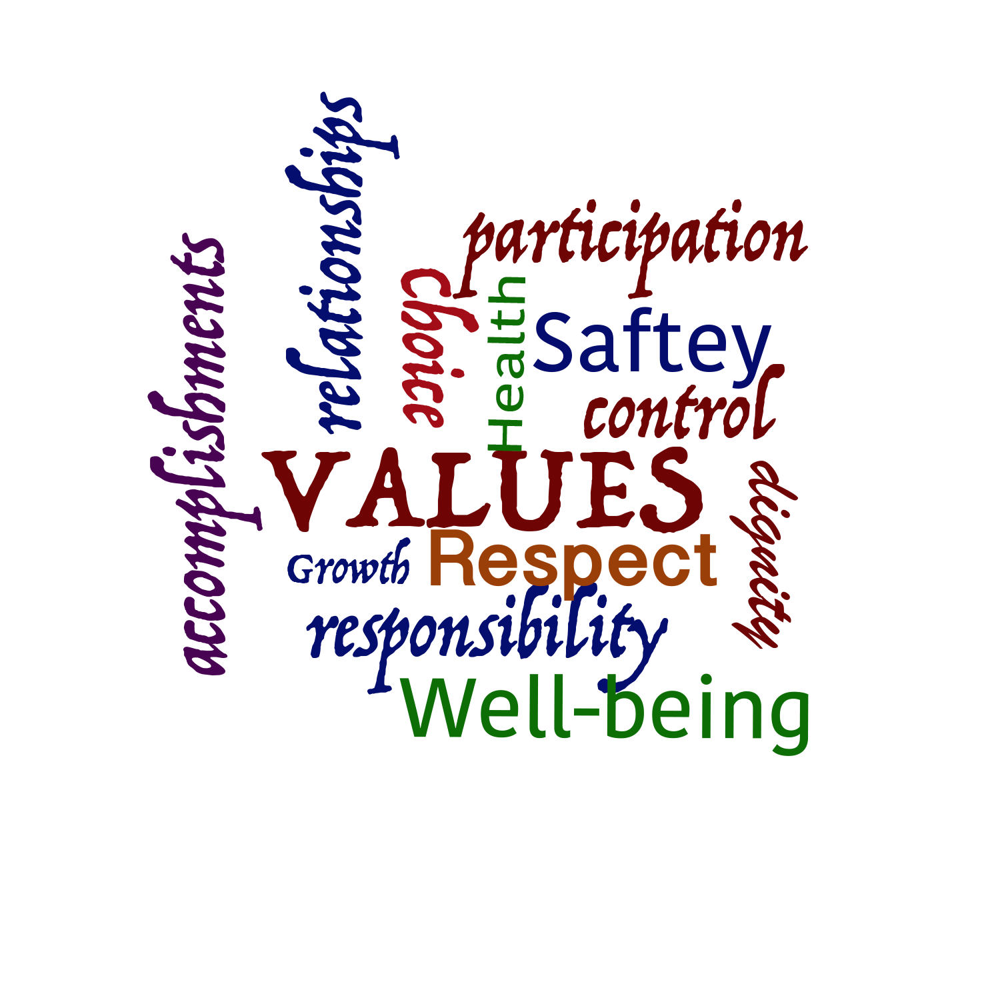 relationships
participation
accomplishments
choice
Health
Saftey
control
VALUES
dignity
Growth
Respect
responsibility
Well-being